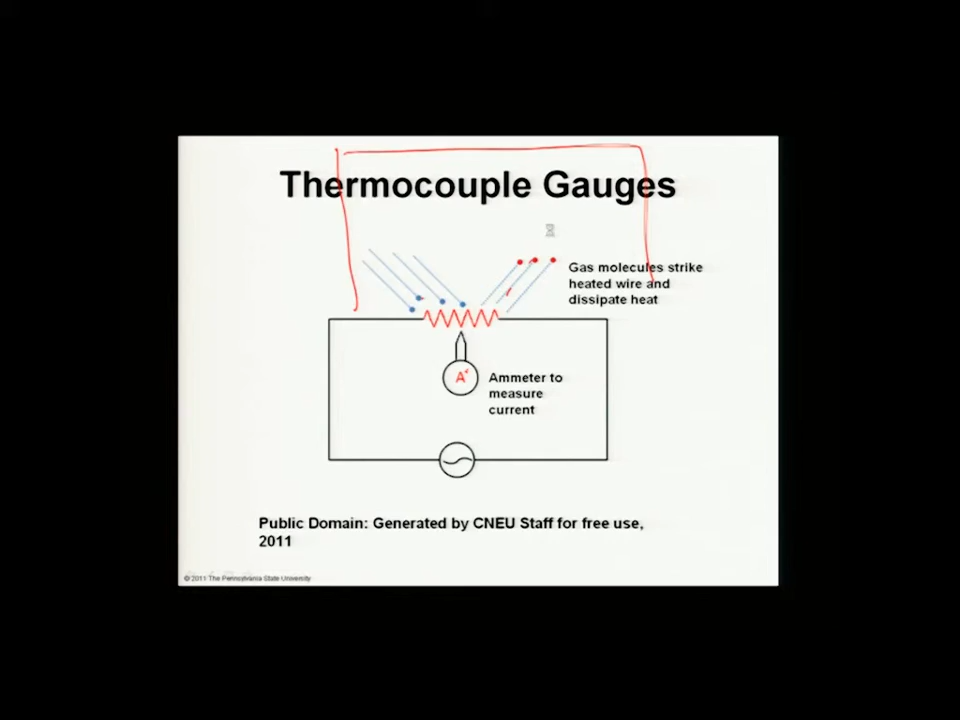 Thermocouple Gauges
Gas molecules strike
heated wire and
dissipate heat
A
Ammeter to
measure
current
Public Domain: Generated by CNEU Staff for free use,
2011
© 2011 The Pennsylvania State University